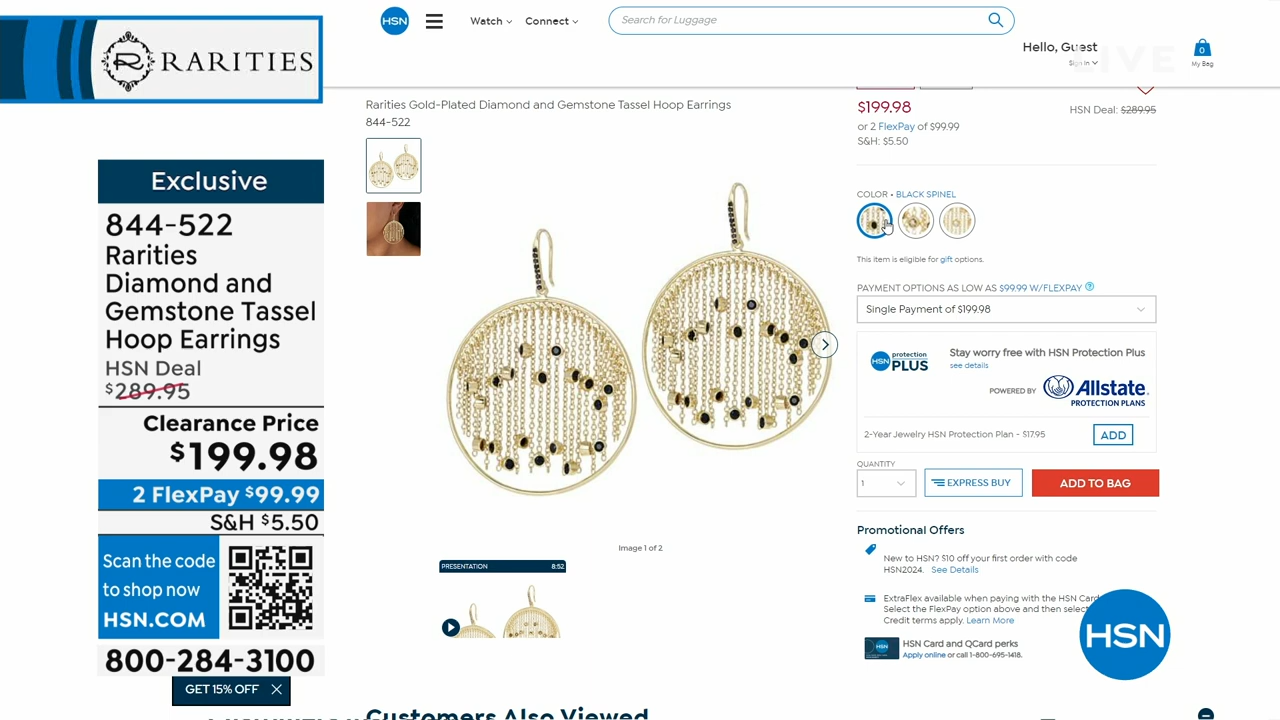 RARITIES
Exclusive
844-522
Rarities
Diamond and
Gemstone Tassel
Hoop Earrings
HSN Deal
$289.95
Clearance Price
$199.98
2 FlexPay $99.99
S&H $5.50
Scan the code
to shop now
HSN.COM
800-284-3100
GET 15% OFF
HSN
Watch
Connect
Search for Luggage
Hello, Guest
Sign In
LIVE
0
My Bag
Rarities Gold-Plated Diamond and Gemstone Tassel Hoop Earrings
844-522
$199.98
HSN Deal: $289.95
or 2 FlexPay of $99.99
S&H: $5.50
COLOR • BLACK SPINEL
This item is eligible for gift options.
PAYMENT OPTIONS AS LOW AS $99.99 W/FLEXPAY ?
Single Payment of $199.98
HSN protection PLUS
Stay worry free with HSN Protection Plus
see details
POWERED BY
Allstate
PROTECTION PLANS
2-Year Jewelry HSN Protection Plan - $17.95
ADD
QUANTITY
1
EXPRESS BUY
ADD TO BAG
Image 1 of 2
PRESENTATION 8:52
Promotional Offers
New to HSN? $10 off your first order with code
HSN2024. See Details
ExtraFlex available when paying with the HSN Card
Select the FlexPay option above and then select
Credit terms apply. Learn More
HSN Card and QCard perks
Apply online or call 1-800-695-1418.
HSN
Customers Also Viewed